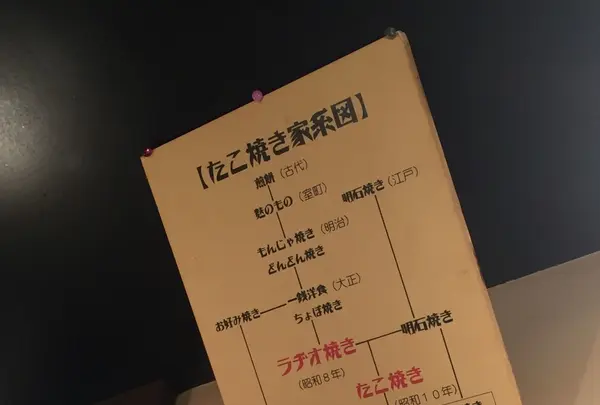 【たこ焼き家系図】
煎餅（古代）
麩のもの（室町）
明石焼き（江戸）
もんじゃ焼き（明治）
どんどん焼き
一銭洋食（大正）
お好み焼き
ちょぼ焼き
明石焼き
ラヂオ焼き
（昭和８年）
たこ焼き
（昭和１０年）